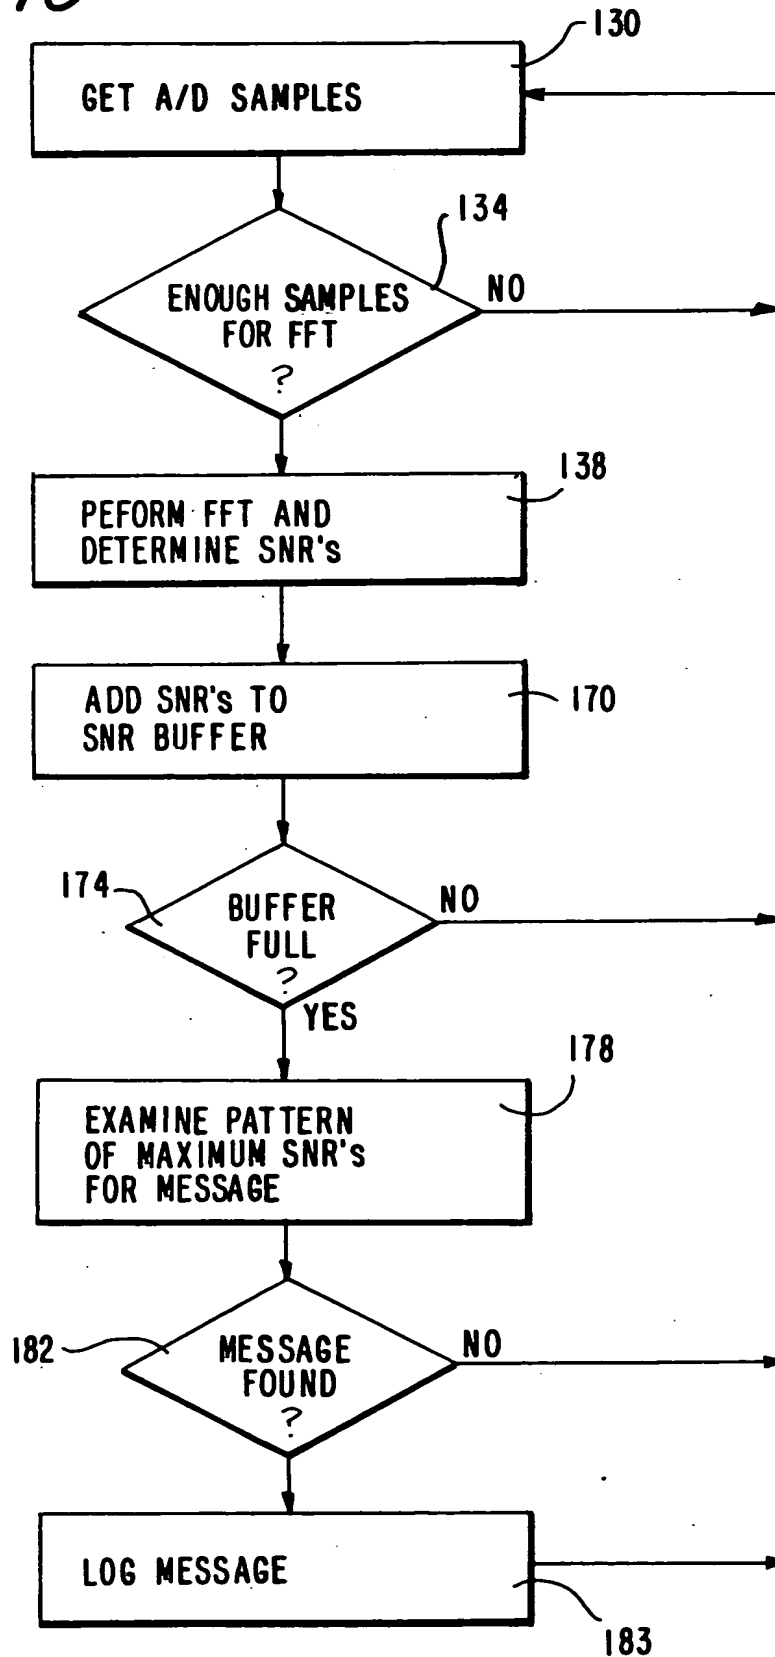 130
GET A/D SAMPLES
134
ENOUGH SAMPLES
FOR FFT
?
NO
138
PEFORM FFT AND
DETERMINE SNR's
ADD SNR's TO
SNR BUFFER
170
174
BUFFER
FULL
?
NO
YES
178
EXAMINE PATTERN
OF MAXIMUM SNR's
FOR MESSAGE
182
MESSAGE
FOUND
?
NO
LOG MESSAGE
183